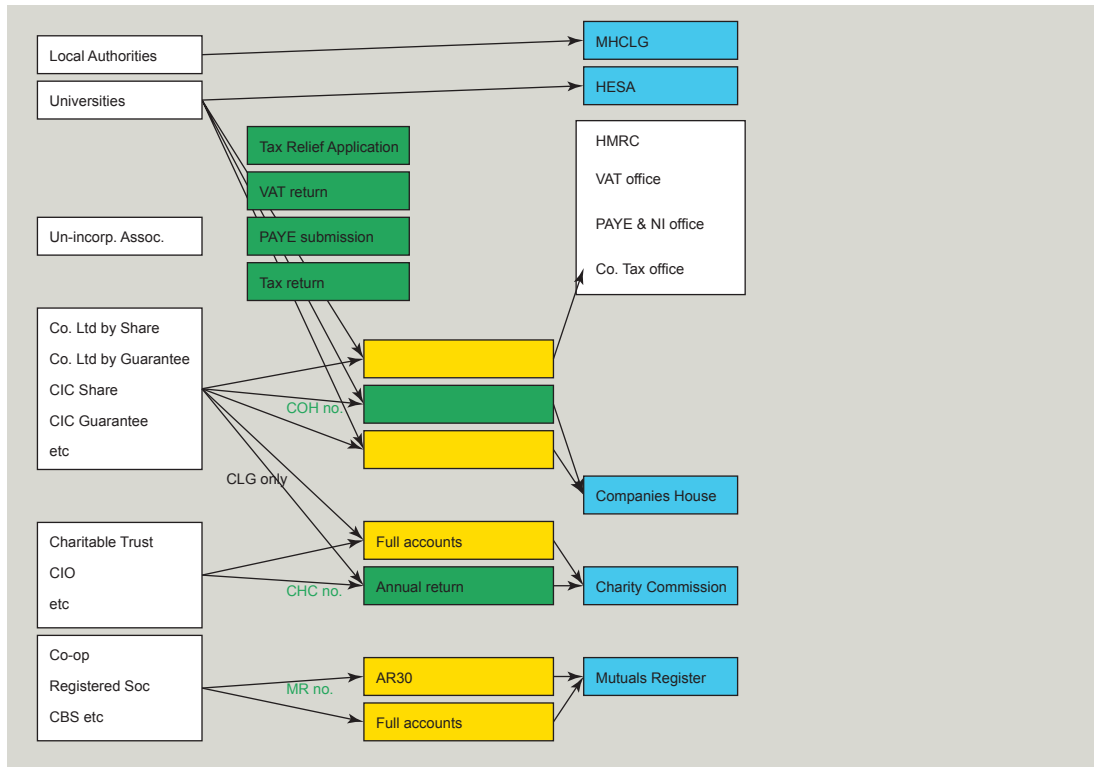 Local Authorities
MHCLG
Universities
HESA
Tax Relief Application
VAT return
PAYE submission
Tax return
HMRC
VAT office
PAYE & NI office
Co. Tax office
Un-incorp. Assoc.
Co. Ltd by Share
Co. Ltd by Guarantee
CIC Share
CIC Guarantee
etc
COH no.
CLG only
Companies House
Charitable Trust
CIO
etc
CHC no.
Full accounts
Annual return
Charity Commission
Co-op
Registered Soc
CBS etc
MR no.
AR30
Full accounts
Mutuals Register